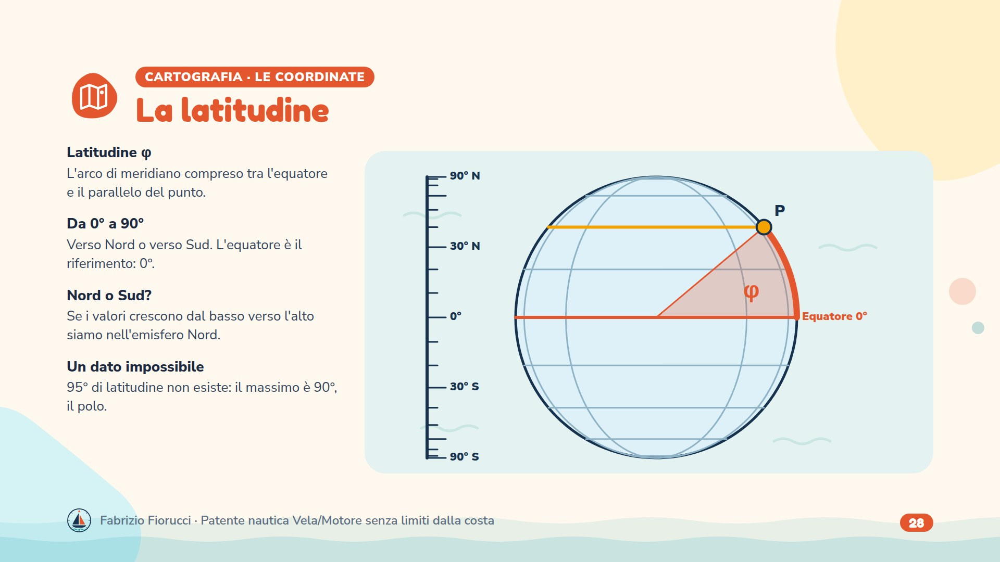 CARTOGRAFIA · LE COORDINATE
La latitudine
Latitudine φ
L'arco di meridiano compreso tra l'equatore
e il parallelo del punto.
Da 0° a 90°
Verso Nord o verso Sud. L'equatore è il
riferimento: 0°.
Nord o Sud?
Se i valori crescono dal basso verso l'alto
siamo nell'emisfero Nord.
Un dato impossibile
95° di latitudine non esiste: il massimo è 90°,
il polo.
90° N
30° N
0°
30° S
90° S
P
φ
Equatore 0°
Fabrizio Fiorucci · Patente nautica Vela/Motore senza limiti dalla costa
28